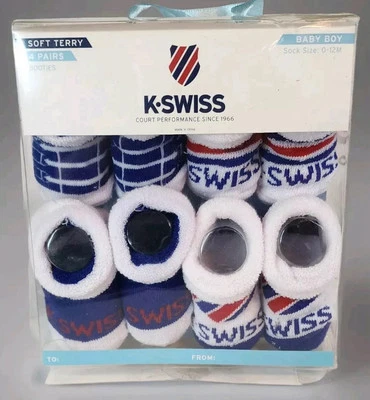 SOFT TERRY
4 PAIRS
BOOTIES
BABY BOY
Sock Size: 0-12M
K·SWISS
COURT PERFORMANCE SINCE 1966
SWISS SWISS
SWISS SWISS SWISS
TO: FROM: